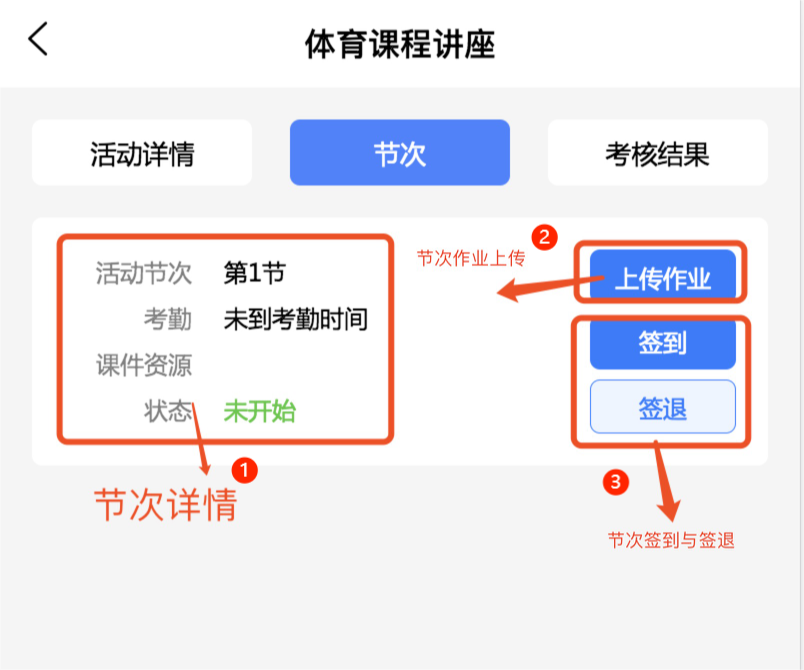 体育课程讲座
活动详情
节次
考核结果
活动节次 第1节
考勤 未到考勤时间
课件资源
状态 未开始
1
节次详情
2
节次作业上传
上传作业
签到
签退
3
节次签到与签退